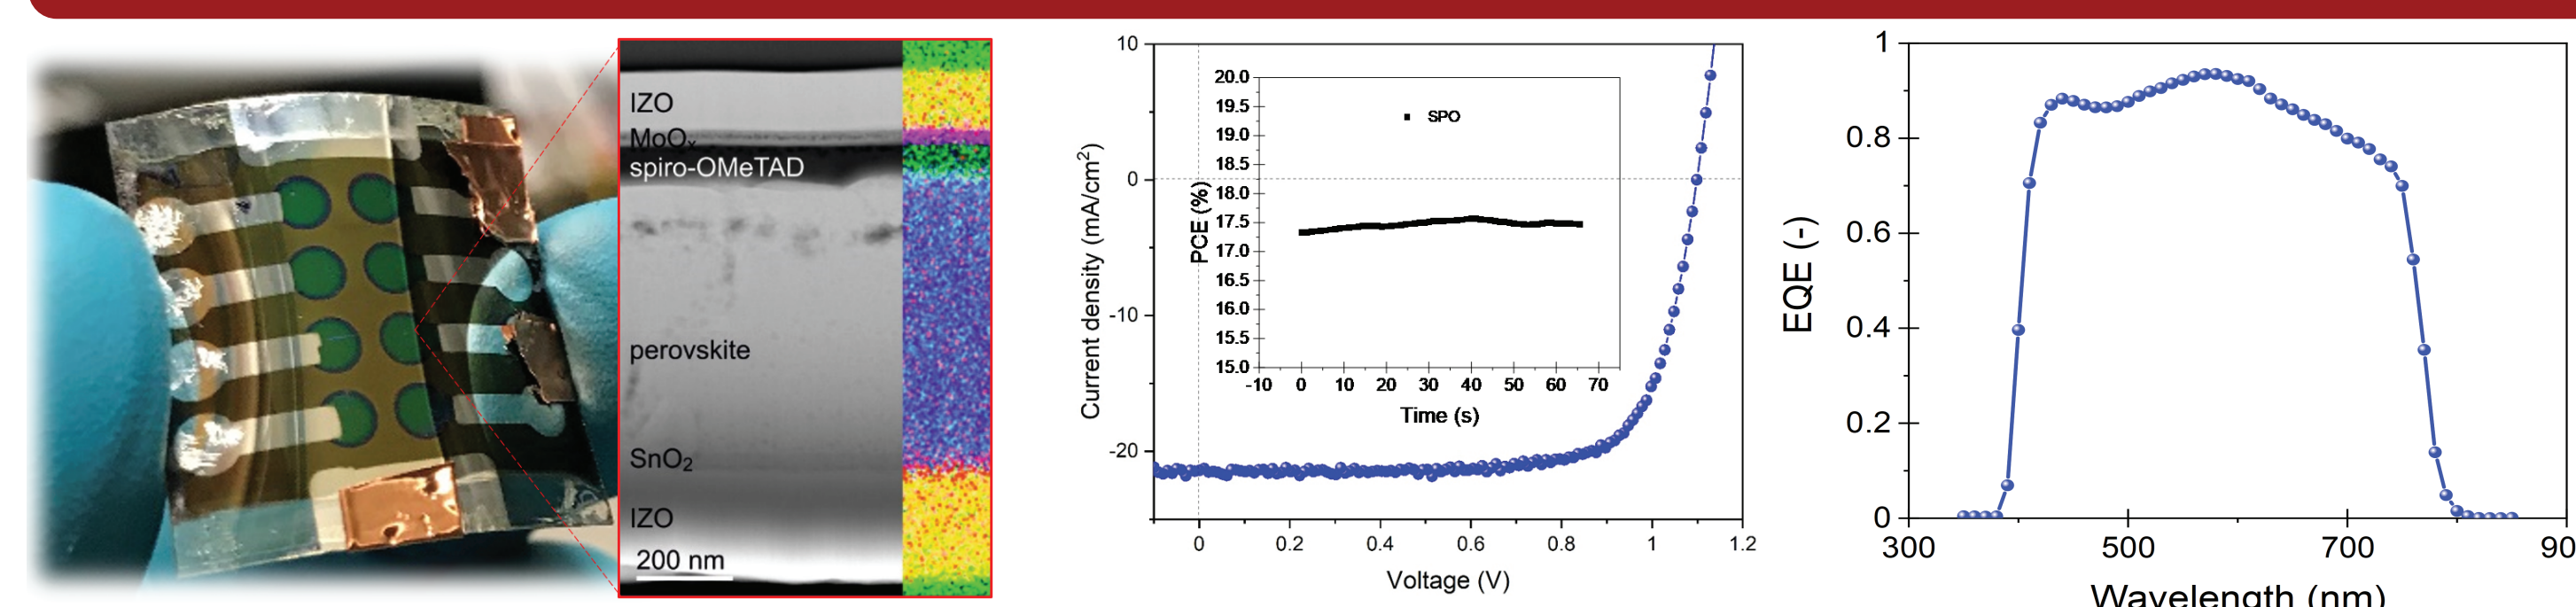 IZO
MoOₓ
spiro-OMeTAD
perovskite
SnO₂
IZO
200 nm
10
0
-10
-20
Current density (mA/cm²)
0
0.2
0.4
0.6
0.8
1
1.2
Voltage (V)
20.0
19.5
19.0
18.5
18.0
17.5
17.0
16.5
16.0
15.5
15.0
PCE (%)
SPO
-10
0
10
20
30
40
50
60
70
Time (s)
1
0.8
0.6
0.4
0.2
0
EQE (-)
300
500
700
90
Wavelength (nm)